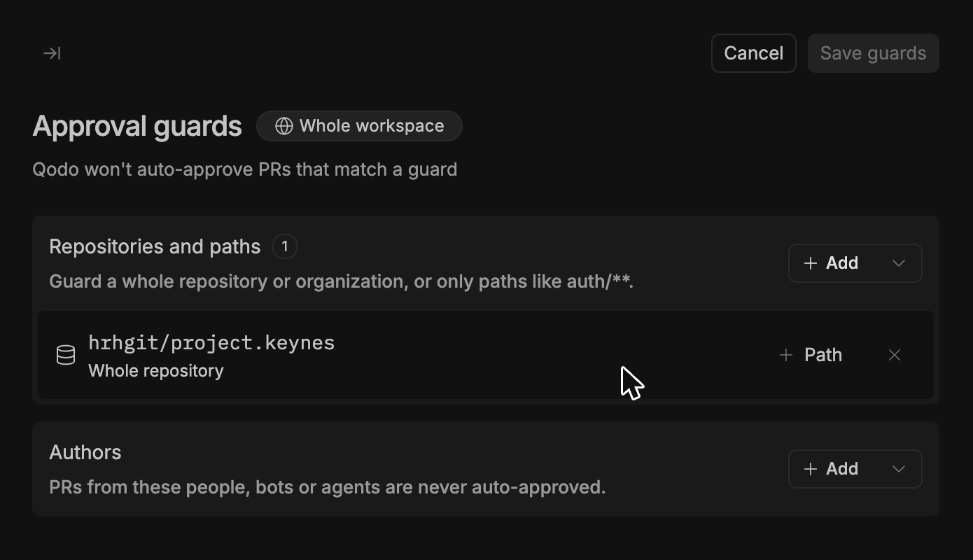 Cancel
Save guards
Approval guards
Whole workspace
Qodo won't auto-approve PRs that match a guard
Repositories and paths 1
Guard a whole repository or organization, or only paths like auth/**.
+ Add
hrhgit/project.keynes
Whole repository
+ Path
Authors
PRs from these people, bots or agents are never auto-approved.
+ Add